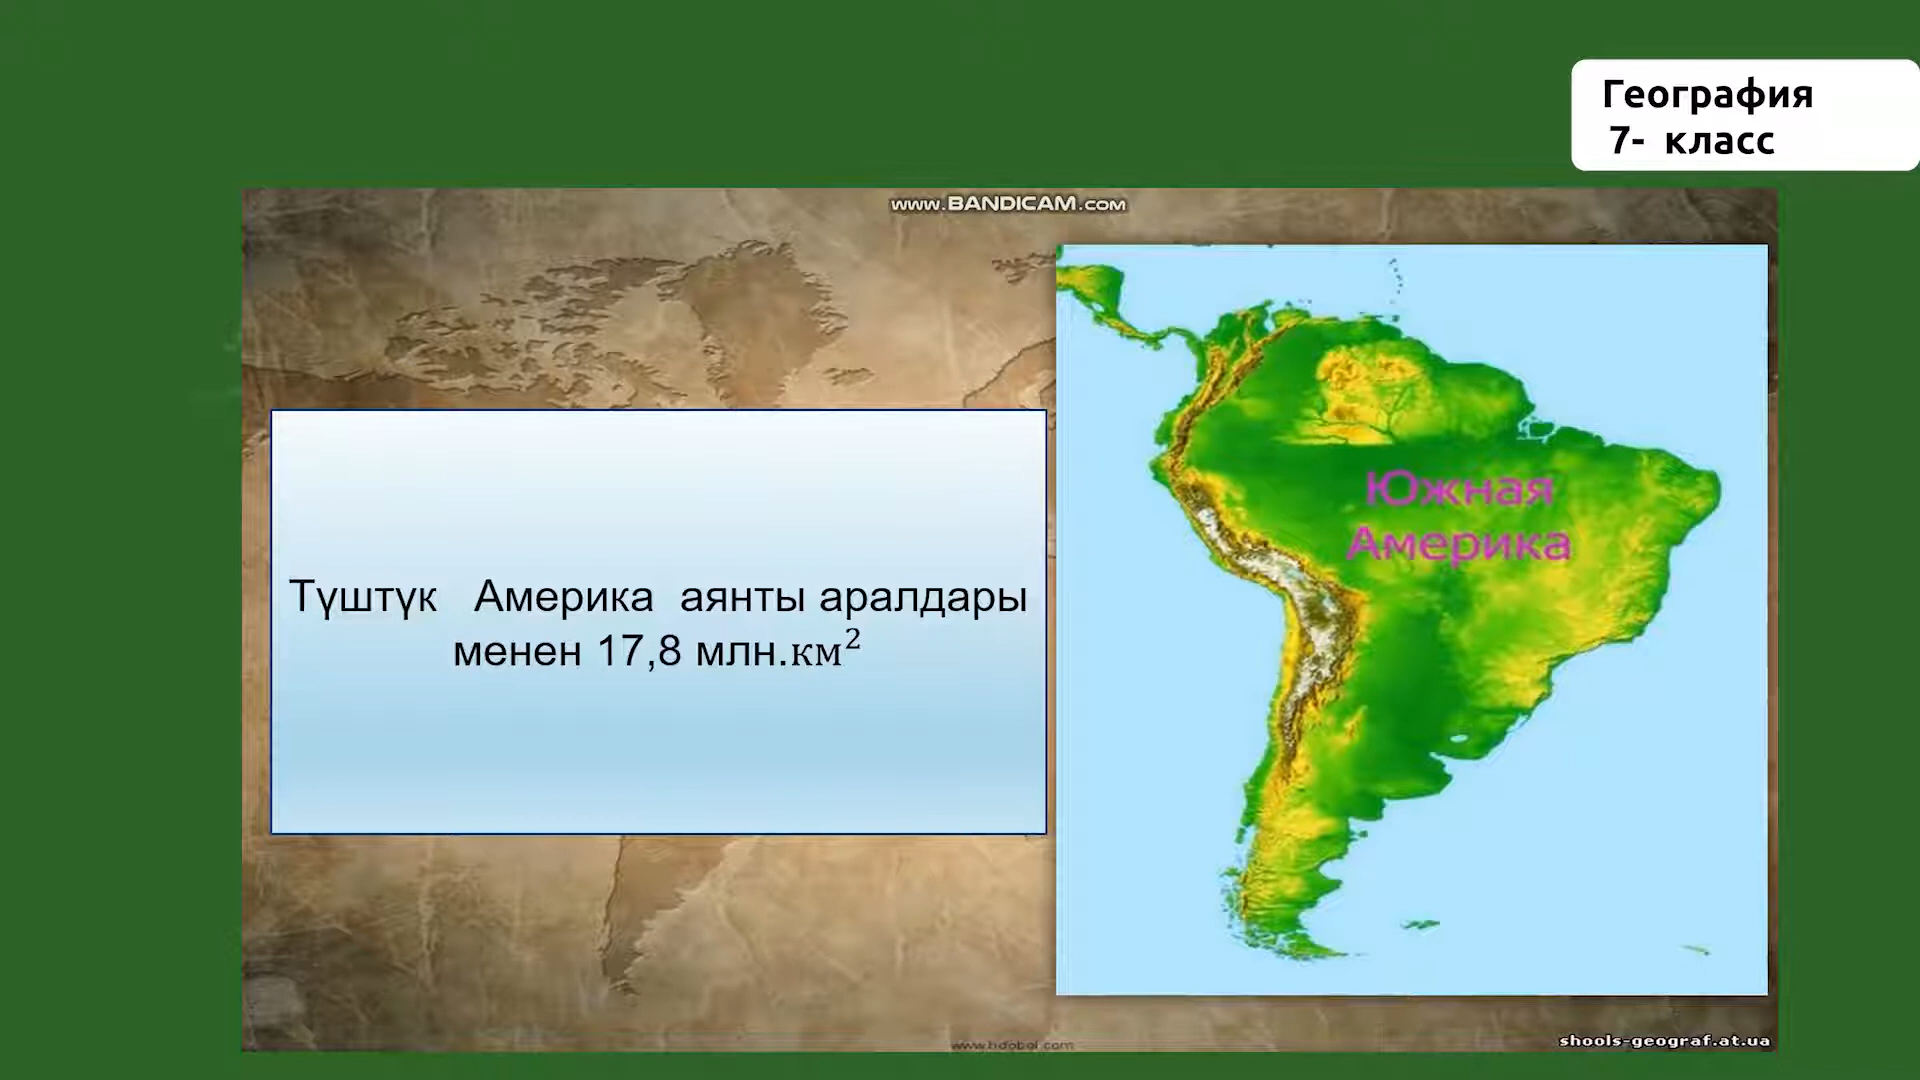 География
7- класс
www.BANDICAM.com
Түштүк Америка аянты аралдары
менен 17,8 млн.км²
Южная
Америка
www.hdoboi.com
shools-geograf.at.ua